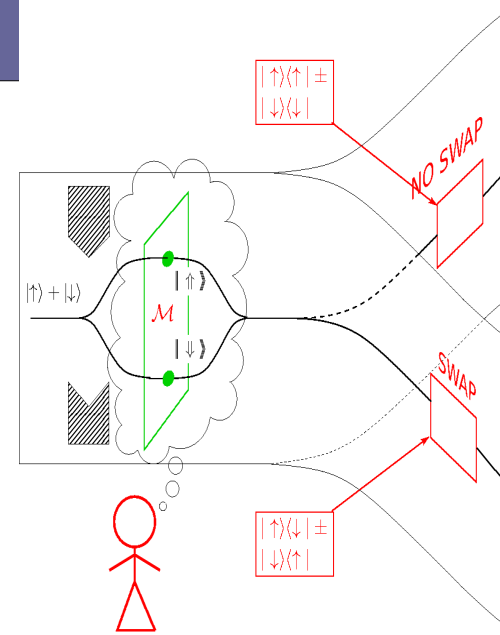 |↑⟩⟨↑| ±
|↓⟩⟨↓|
NO SWAP
|↑⟩+|↓⟩
|⇑⟫
ℳ
|⇓⟫
SWAP
|↑⟩⟨↓| ±
|↓⟩⟨↑|